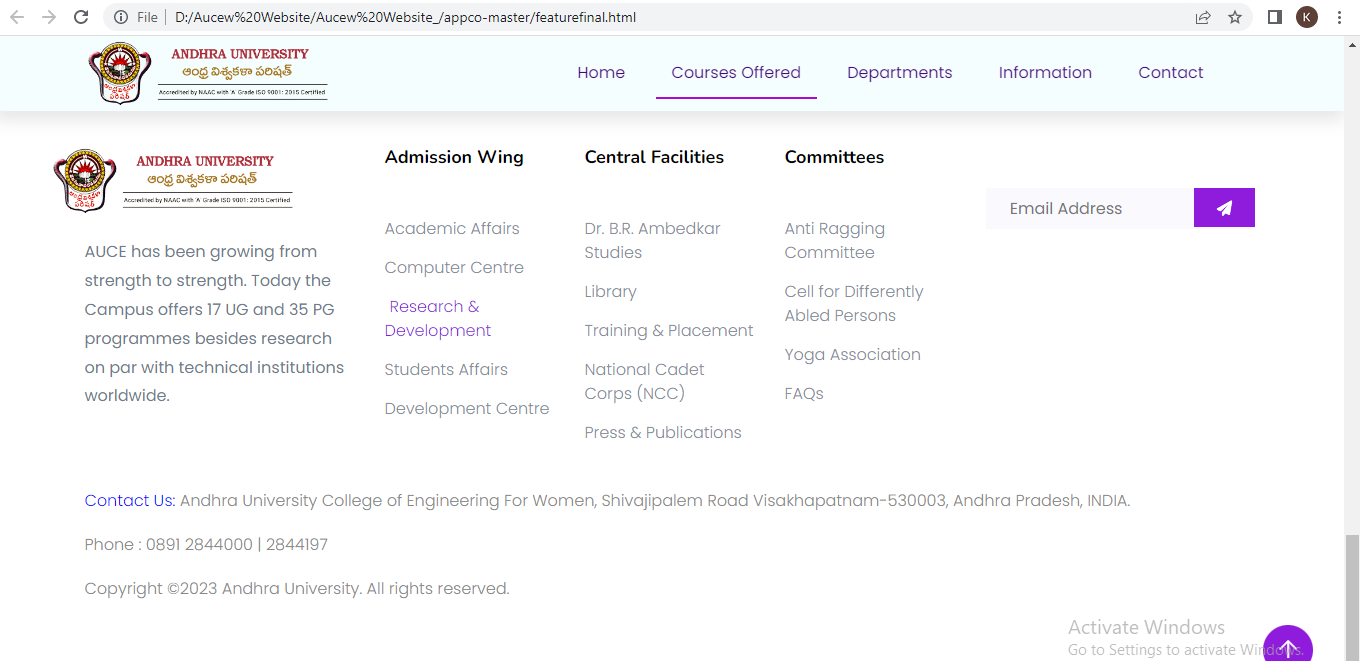 File
D:/Aucew%20Website/Aucew%20Website_/appco-master/featurefinal.html
K
ANDHRA UNIVERSITY
ఆంధ్ర విశ్వకళా పరిషత్
Accredited by NAAC with 'A' Grade ISO 9001: 2015 Certified
Home
Courses Offered
Departments
Information
Contact
ANDHRA UNIVERSITY
ఆంధ్ర విశ్వకళా పరిషత్
Accredited by NAAC with 'A' Grade ISO 9001: 2015 Certified
AUCE has been growing from
strength to strength. Today the
Campus offers 17 UG and 35 PG
programmes besides research
on par with technical institutions
worldwide.
Admission Wing
Academic Affairs
Computer Centre
Research &
Development
Students Affairs
Development Centre
Central Facilities
Dr. B.R. Ambedkar
Studies
Library
Training & Placement
National Cadet
Corps (NCC)
Press & Publications
Committees
Anti Ragging
Committee
Cell for Differently
Abled Persons
Yoga Association
FAQs
Email Address
Contact Us: Andhra University College of Engineering For Women, Shivajipalem Road Visakhapatnam-530003, Andhra Pradesh, INDIA.
Phone : 0891 2844000 | 2844197
Copyright ©2023 Andhra University. All rights reserved.
Activate Windows
Go to Settings to activate Windows.